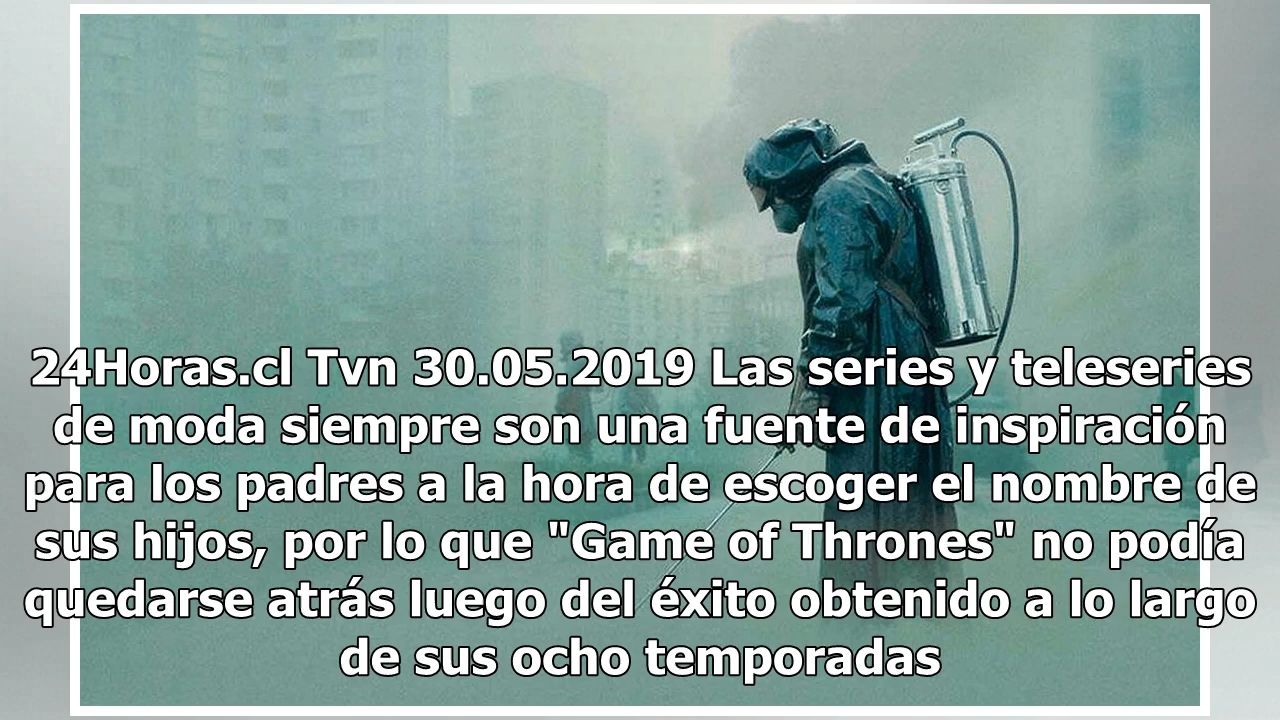 24Horas.cl Tvn 30.05.2019 Las series y teleseries
de moda siempre son una fuente de inspiración
para los padres a la hora de escoger el nombre de
sus hijos, por lo que "Game of Thrones" no podía
quedarse atrás luego del éxito obtenido a lo largo
de sus ocho temporadas